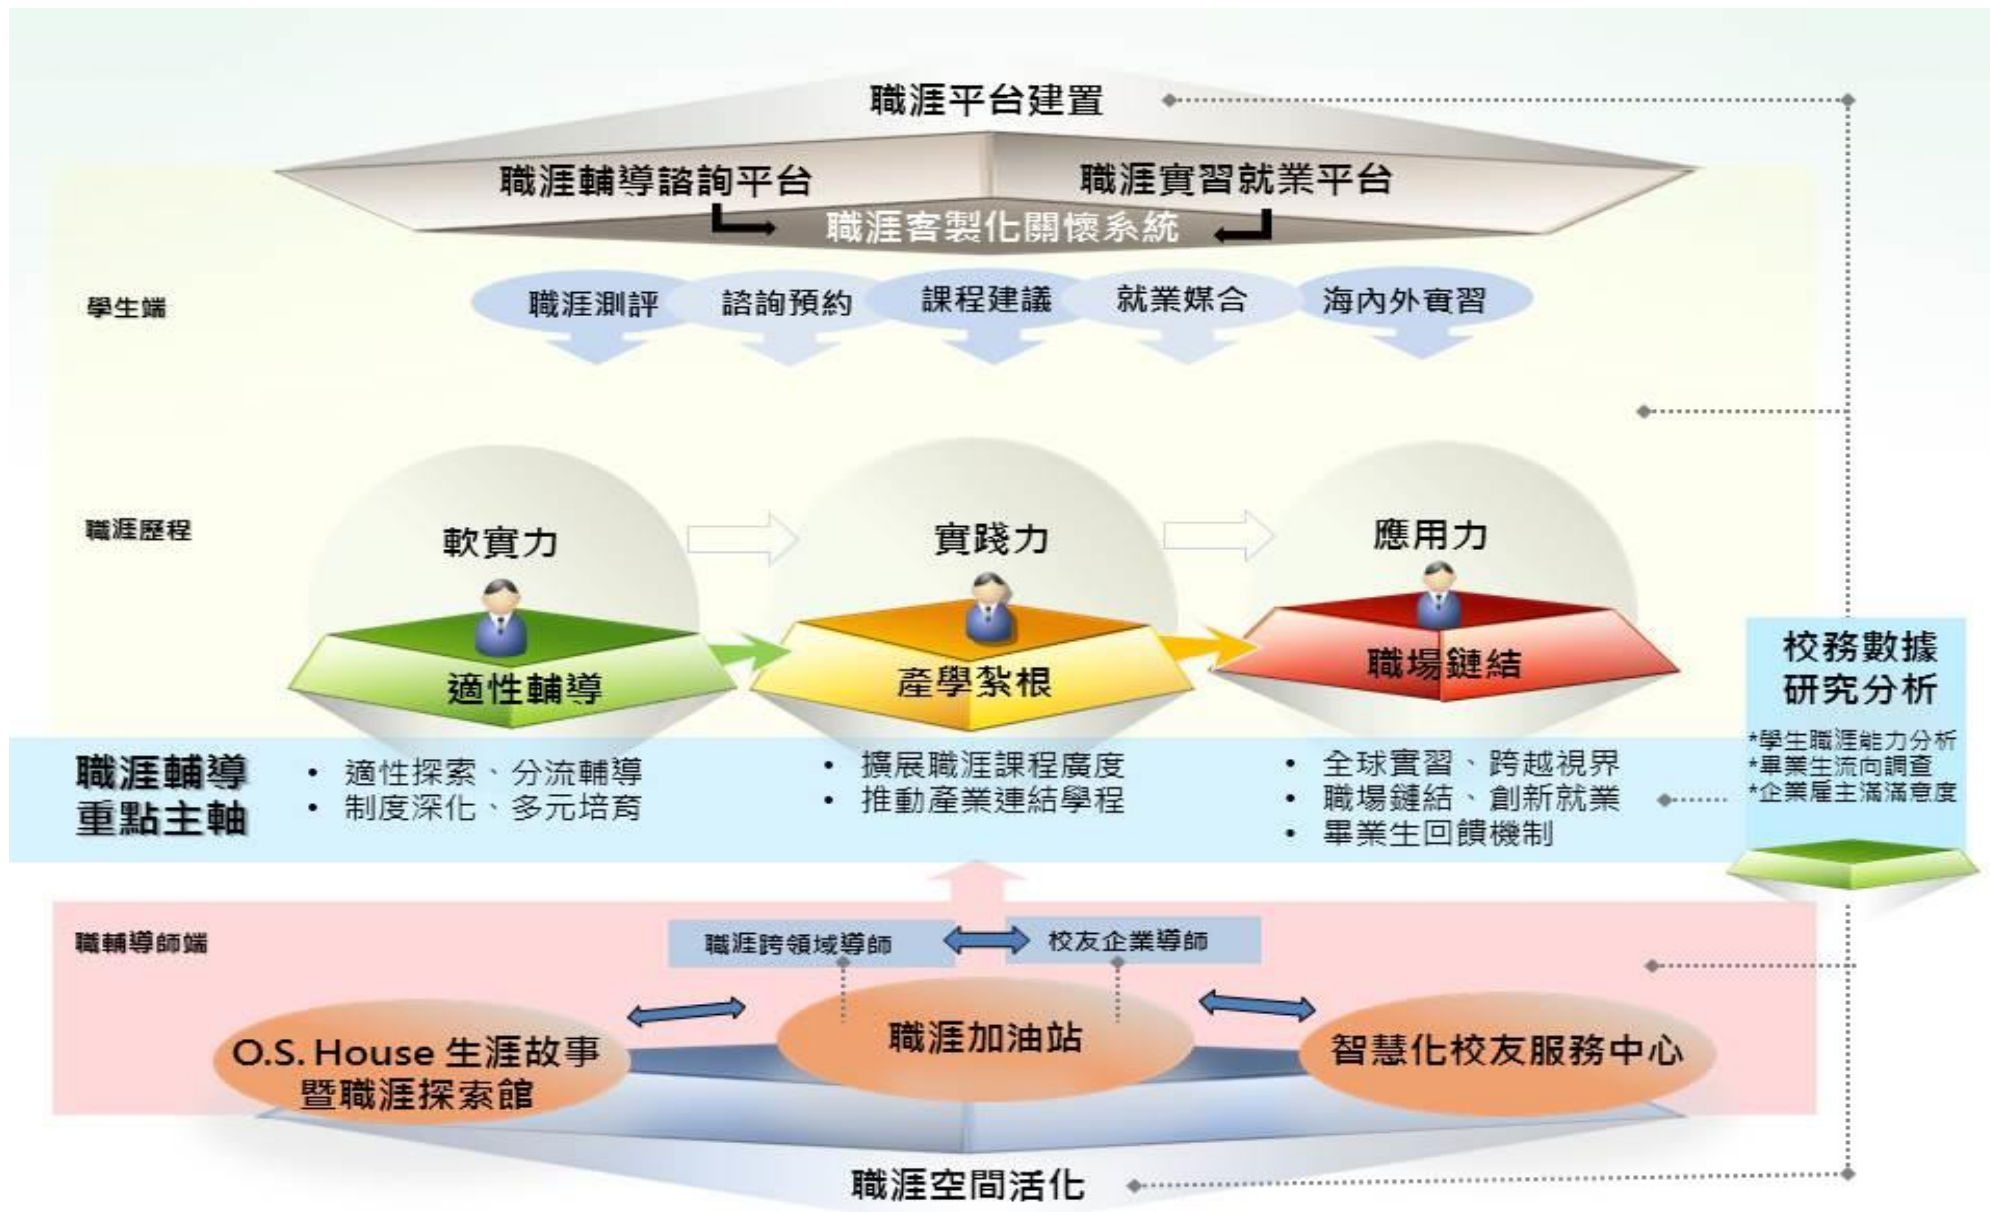 職涯平台建置
職涯輔導諮詢平台
職涯實習就業平台
職涯客製化關懷系統
學生端
職涯測評
諮詢預約
課程建議
就業媒合
海內外實習
職涯歷程
軟實力
實踐力
應用力
適性輔導
產學紮根
職場鏈結
校務數據
研究分析
*學生職涯能力分析
*畢業生流向調查
*企業雇主滿滿意度
職涯輔導
重點主軸
• 適性探索、分流輔導
• 制度深化、多元培育
• 擴展職涯課程廣度
• 推動產業連結學程
• 全球實習、跨越視界
• 職場鏈結、創新就業
• 畢業生回饋機制
職輔導師端
職涯跨領域導師
校友企業導師
O.S. House 生涯故事
暨職涯探索館
職涯加油站
智慧化校友服務中心
職涯空間活化